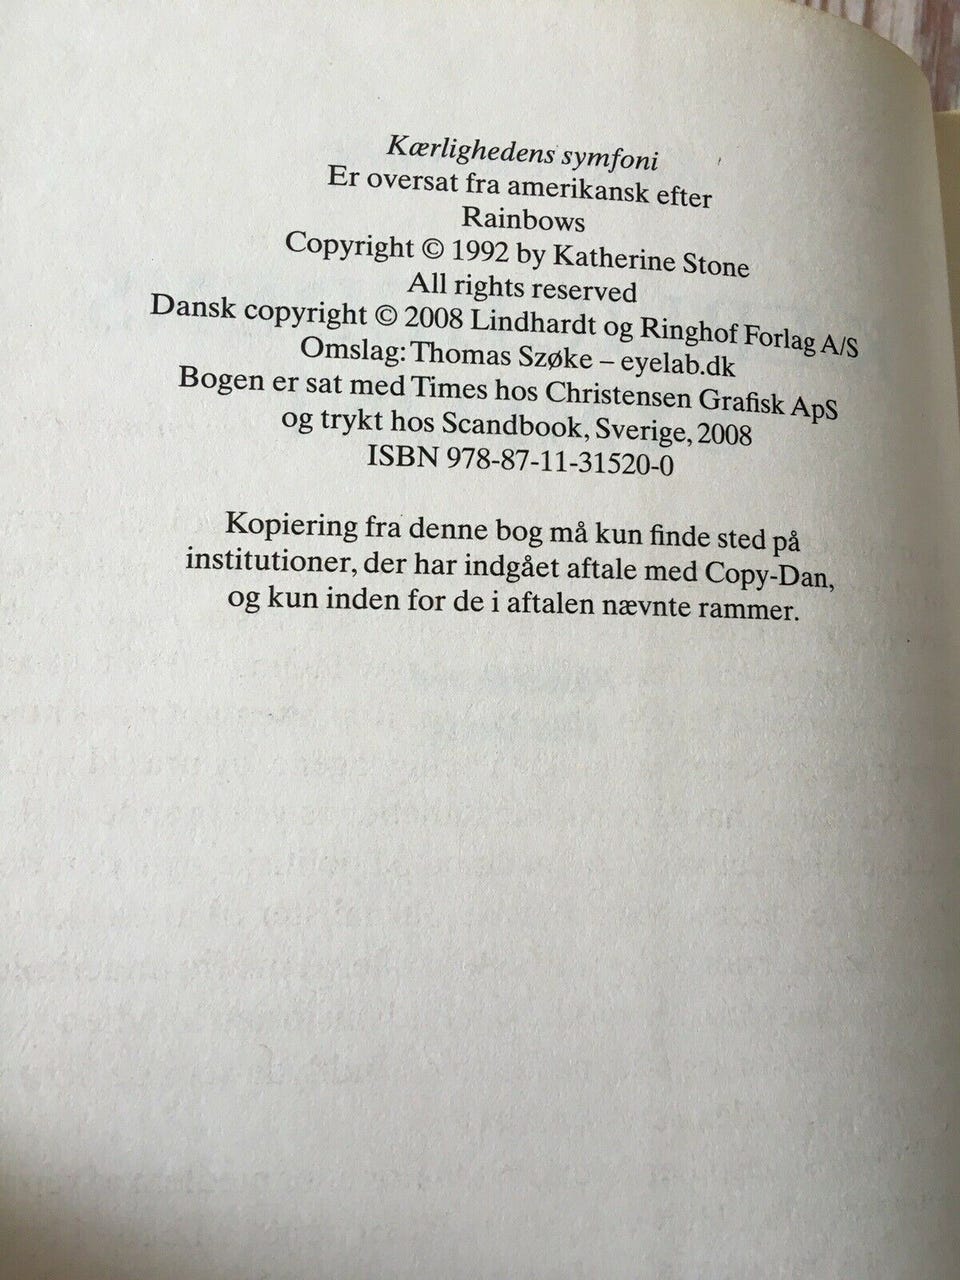 Kærlighedens symfoni
Er oversat fra amerikansk efter
Rainbows
Copyright © 1992 by Katherine Stone
All rights reserved
Dansk copyright © 2008 Lindhardt og Ringhof Forlag A/S
Omslag: Thomas Szøke – eyelab.dk
Bogen er sat med Times hos Christensen Grafisk ApS
og trykt hos Scandbook, Sverige, 2008
ISBN 978-87-11-31520-0
Kopiering fra denne bog må kun finde sted på
institutioner, der har indgået aftale med Copy-Dan,
og kun inden for de i aftalen nævnte rammer.